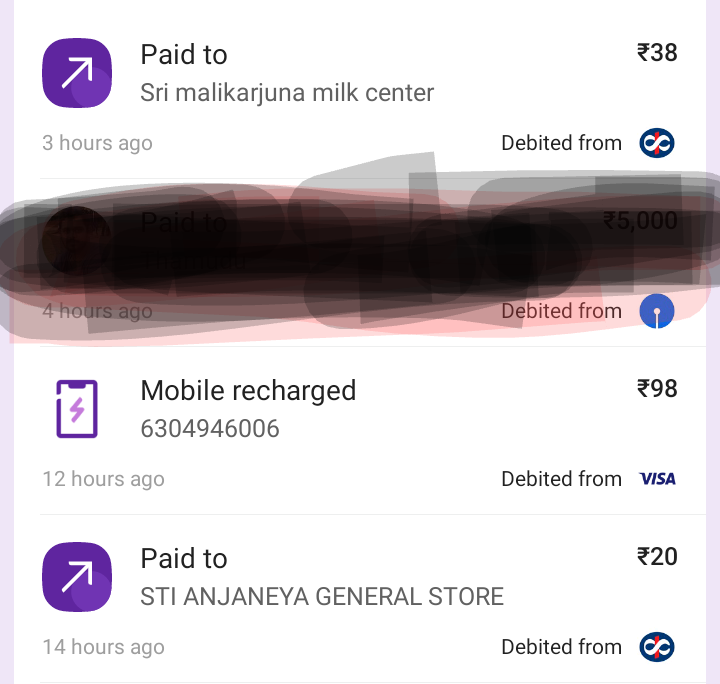 Paid to
₹38
Sri malikarjuna milk center
3 hours ago
Debited from
Paid to
₹5,000
4 hours ago
Debited from
Mobile recharged
₹98
6304946006
12 hours ago
Debited from VISA
Paid to
₹20
STI ANJANEYA GENERAL STORE
14 hours ago
Debited from